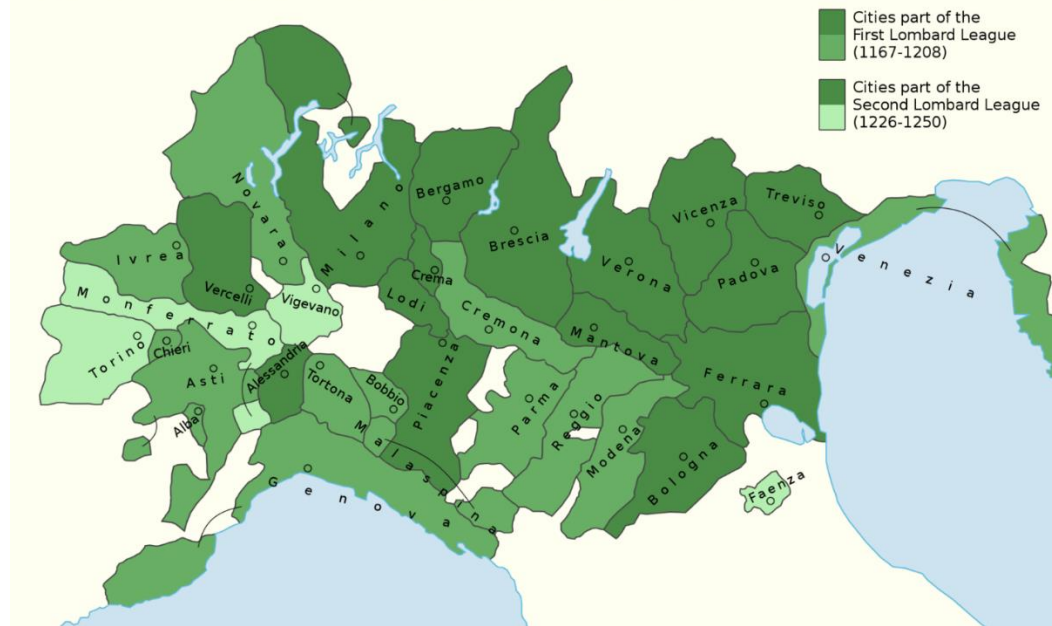 Cities part of the
First Lombard League
(1167-1208)
Cities part of the
Second Lombard League
(1226-1250)
Novara
Milano
Bergamo
Brescia
Vicenza
Treviso
Ivrea
Vercelli
Vigevano
Crema
Lodi
Verona
Padova
Venezia
Monferrato
Cremona
Mantova
Torino
Chieri
Asti
Alessandria
Tortona
Bobbio
Piacenza
Parma
Reggio
Modena
Ferrara
Alba
Malaspina
Bologna
Faenza
Genova